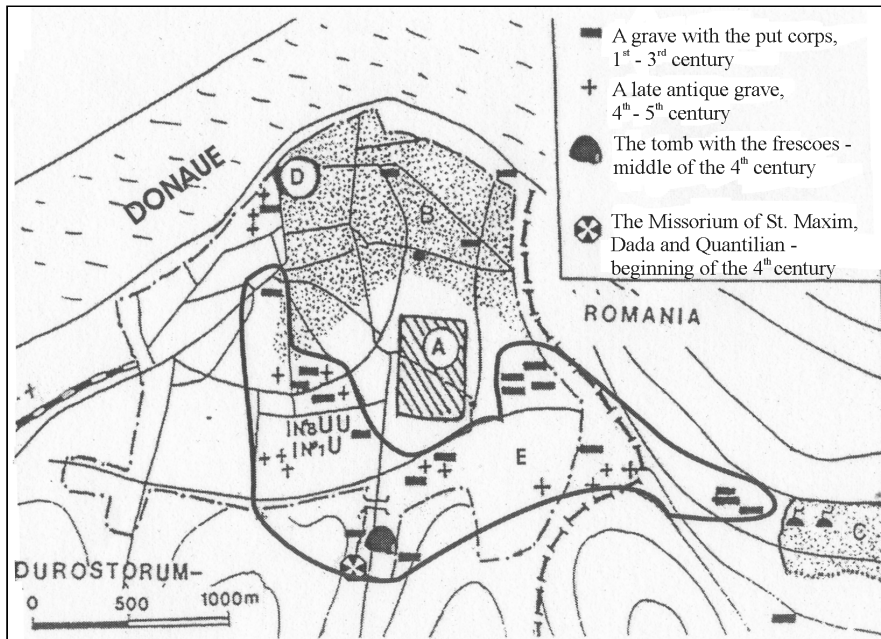 A grave with the put corps,
1st - 3rd
century
A late antique grave,
4th - 5th
century
The tomb with the frescoes -
middle of the 4th century
The Missorium of St. Maxim,
Dada and Quantilian -
beginning of the 4th century
DONAUE
D
B
ROMANIA
A
E
C
DUROSTORUM-
0 500 1000m